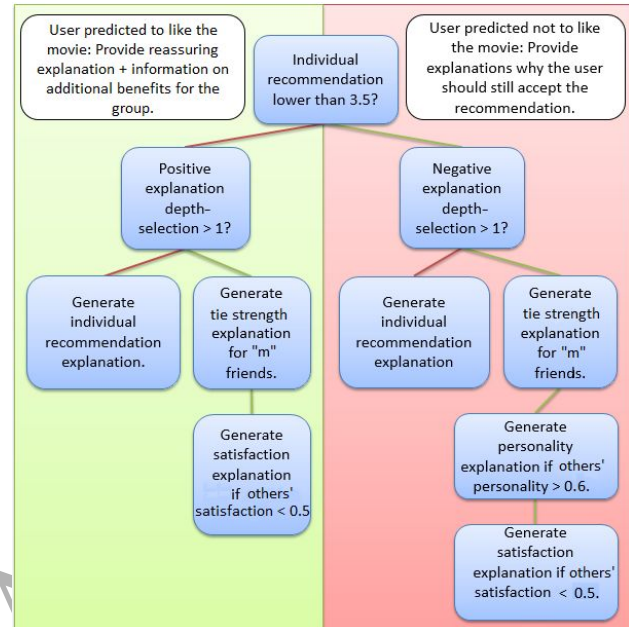 User predicted to like the
movie: Provide reassuring
explanation + information on
additional benefits for the
group.
Individual
recommendation
lower than 3.5?
User predicted not to like
the movie: Provide
explanations why the user
should still accept the
recommendation.
Positive
explanation
depth-
selection > 1?
Negative
explanation
depth-
selection > 1?
Generate
individual
recommendation
explanation.
Generate
tie strength
explanation
for "m"
friends.
Generate
individual
recommendation
explanation
Generate
tie strength
explanation
for "m"
friends.
Generate
satisfaction
explanation
if others'
satisfaction < 0.5
Generate
personality
explanation if others'
personality > 0.6.
Generate
satisfaction
explanation if others'
satisfaction < 0.5.